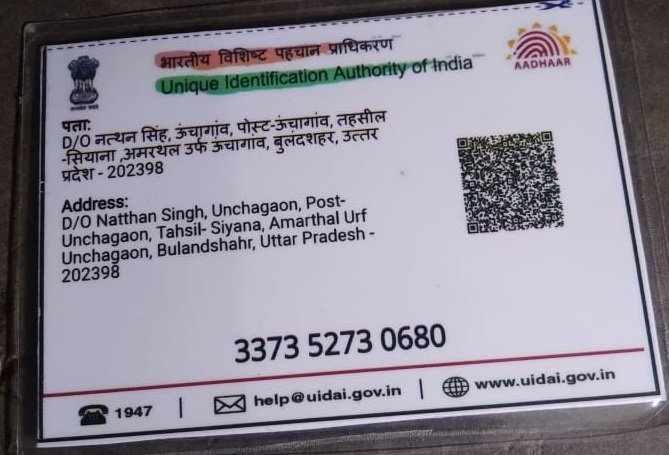 भारतीय विशिष्ट पहचान प्राधिकरण
Unique Identification Authority of India
AADHAAR
पता:
D/O नत्थन सिंह, ऊंचागांव, पोस्ट-ऊंचागांव, तहसील
-सियाना ,अमरथल उर्फ ऊंचागांव, बुलंदशहर, उत्तर
प्रदेश - 202398
Address:
D/O Natthan Singh, Unchagaon, Post-
Unchagaon, Tahsil- Siyana, Amarthal Urf
Unchagaon, Bulandshahr, Uttar Pradesh -
202398
3373 5273 0680
1947 | help@uidai.gov.in | www.uidai.gov.in